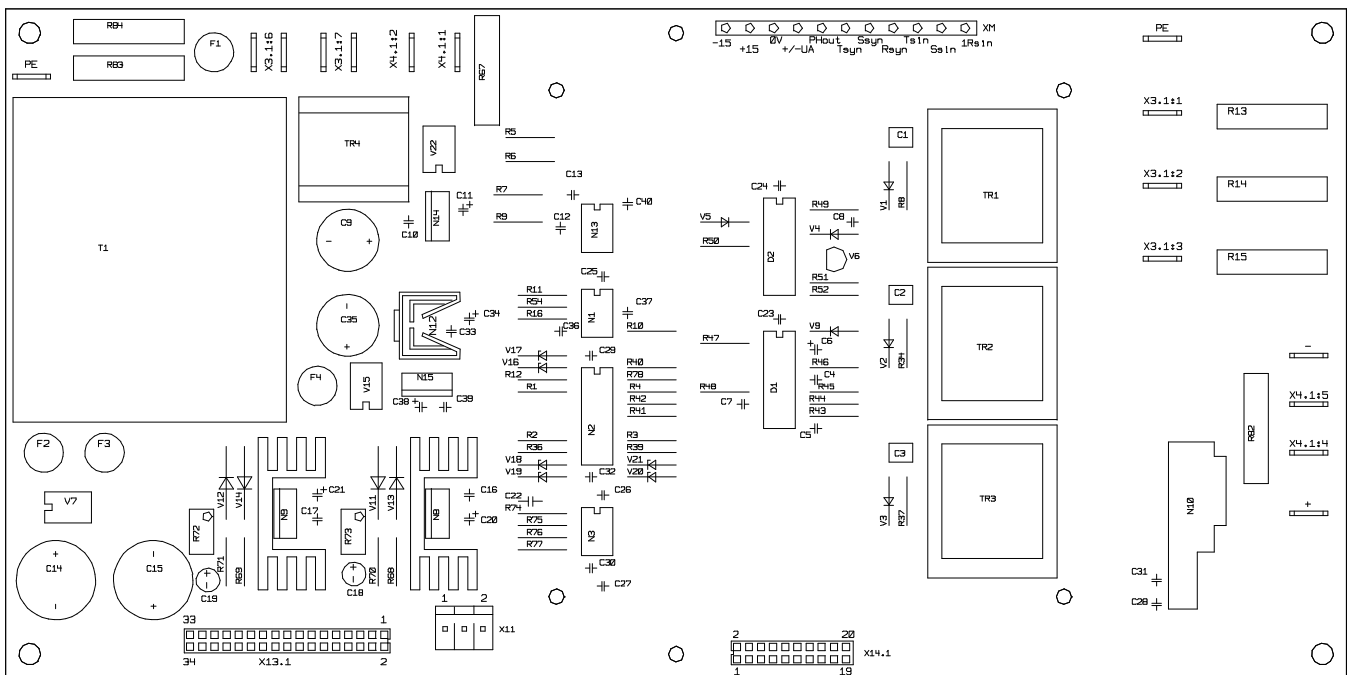 R84
F1
X3.1:6
X3.1:7
X4.1:2
X4.1:1
R67
XM
-15
+15
0V
+/-UA
PHout
Tsyn
Ssyn
Rsyn
Tsin
Ssin
1Rsin
PE
PE
R83
X3.1:1
R13
R5
C1
V22
TR4
R6
C13
C24
X3.1:2
R14
C11
R7
C40
R49
V1
R8
TR1
N14
C9
C10
R9
C12
N13
V5
C8
V4
R50
T1
D2
V6
X3.1:3
R15
C25
R51
R11
R52
C2
R54
C37
C34
R16
N1
C23
C35
N12
C33
C36
R10
V9
R47
C6
V17
C29
V2
R34
TR2
-
V16
R40
R46
F4
V15
N15
R12
R78
C4
R1
R4
R48
D1
R45
X4.1:5
C38
C39
R42
C7
R44
R41
R43
R82
C5
F2
F3
R2
N2
R3
X4.1:4
R36
R39
C3
V18
V21
V19
C32
V20
V12
V14
C21
V11
V13
C16
C26
V7
C22
TR3
R74
V3
R37
N10
+
R72
N9
C17
R73
N8
C20
R75
R76
N3
R77
C14
C15
R71
R69
R70
R68
C30
C31
C19
C18
C27
C28
1
2
33
1
X11
2
20
X14.1
34
X13.1
2
1
19